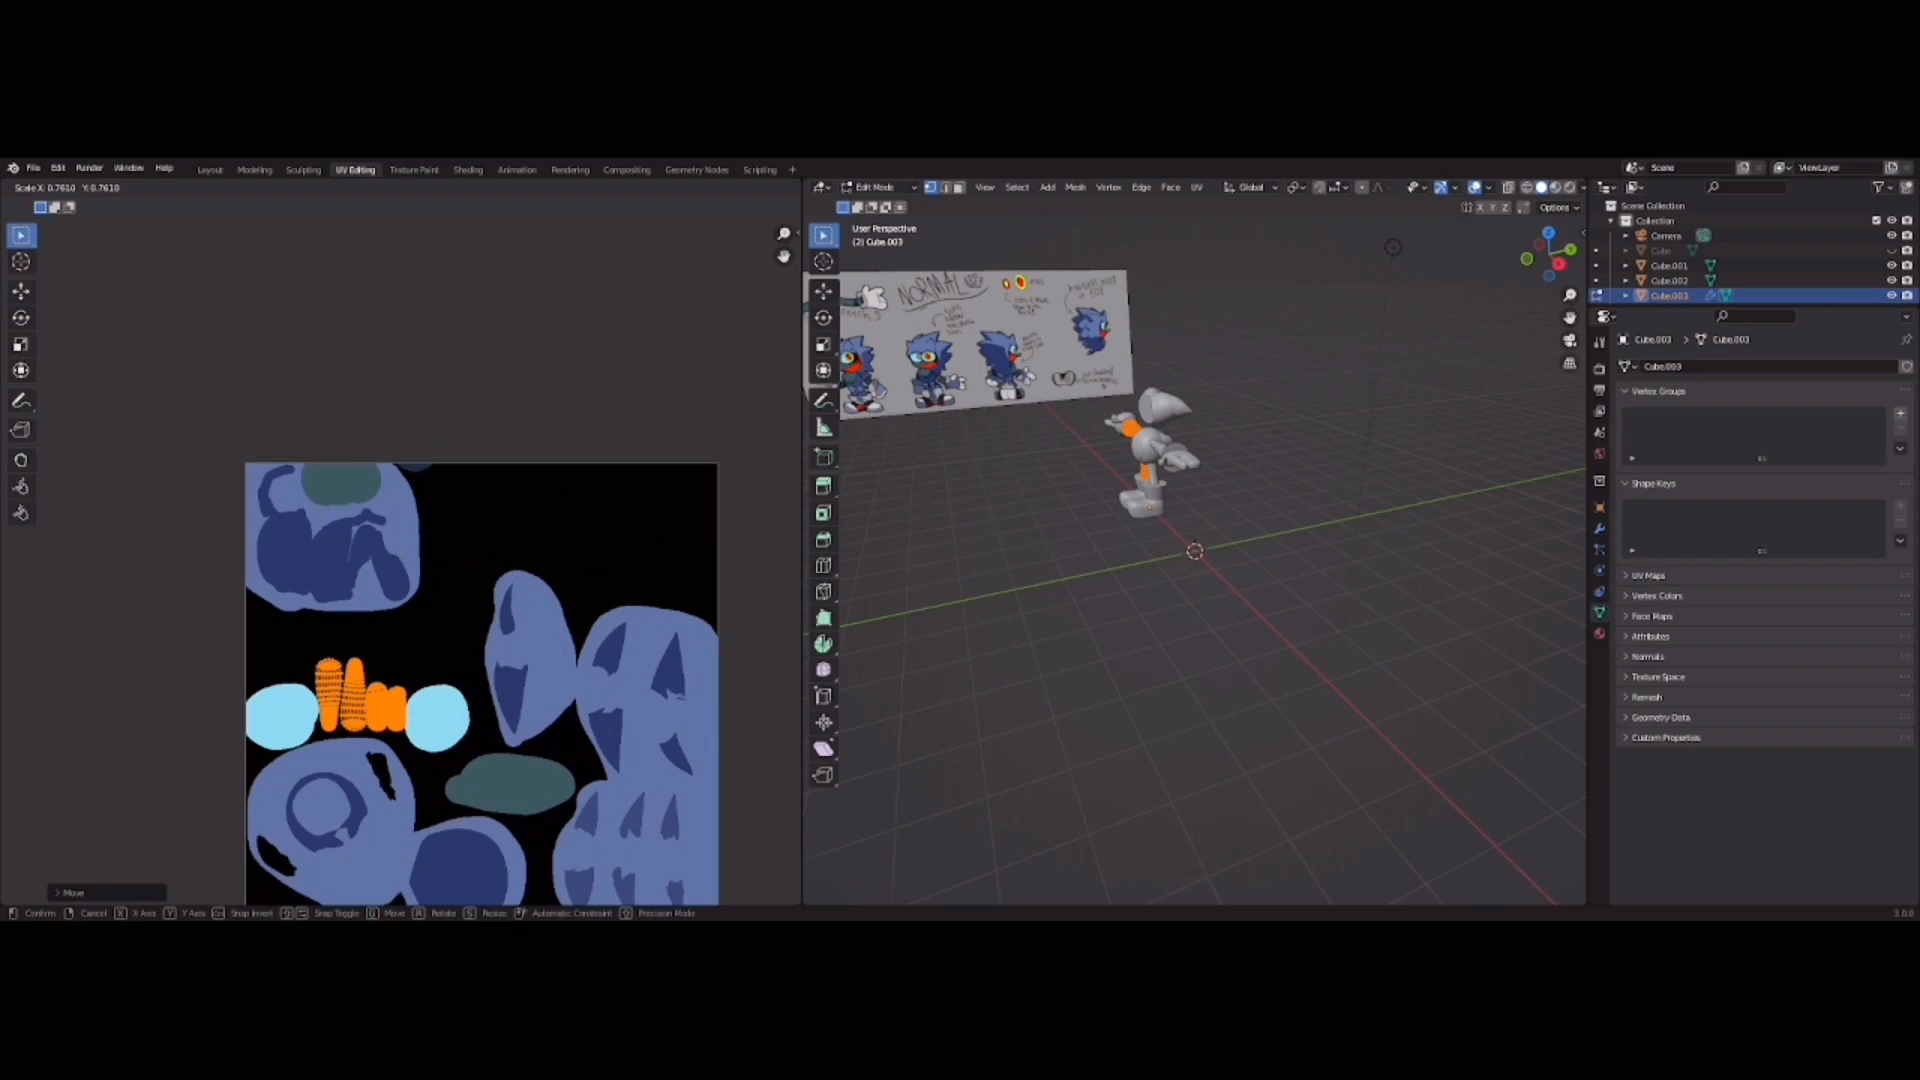 File Edit Render Window Help Layout Modeling Sculpting UV Editing Texture Paint Shading Animation Rendering Compositing Geometry Nodes Scripting + Scene ViewLayer
Scale X: 0.7610 Y: 0.7610
Edit Mode View Select Add Mesh Vertex Edge Face UV Global
X Y Z Options
User Perspective
(2) Cube.003
Scene Collection
Collection
Camera
Cube
Cube.001
Cube.002
Cube.003
Cube.003 > Cube.003
Cube.003
Vertex Groups
Shape Keys
UV Maps
Vertex Colors
Face Maps
Attributes
Normals
Texture Space
Remesh
Geometry Data
Custom Properties
NORMAL
Move
Confirm Cancel X X Axis Y Y Axis Snap Invert Snap Toggle G Move R Rotate S Resize Automatic Constraint Precision Mode
3.0.0